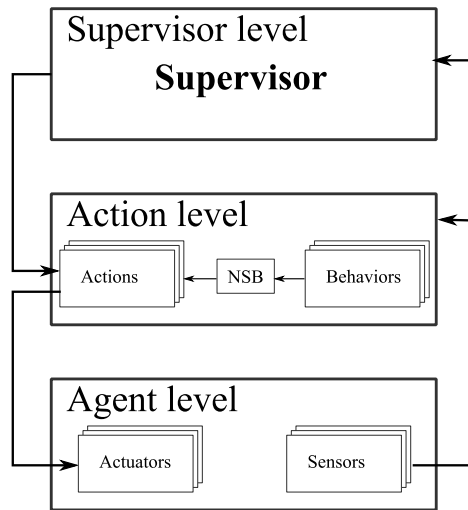 Supervisor level
Supervisor
Action level
Actions
NSB
Behaviors
Agent level
Actuators
Sensors